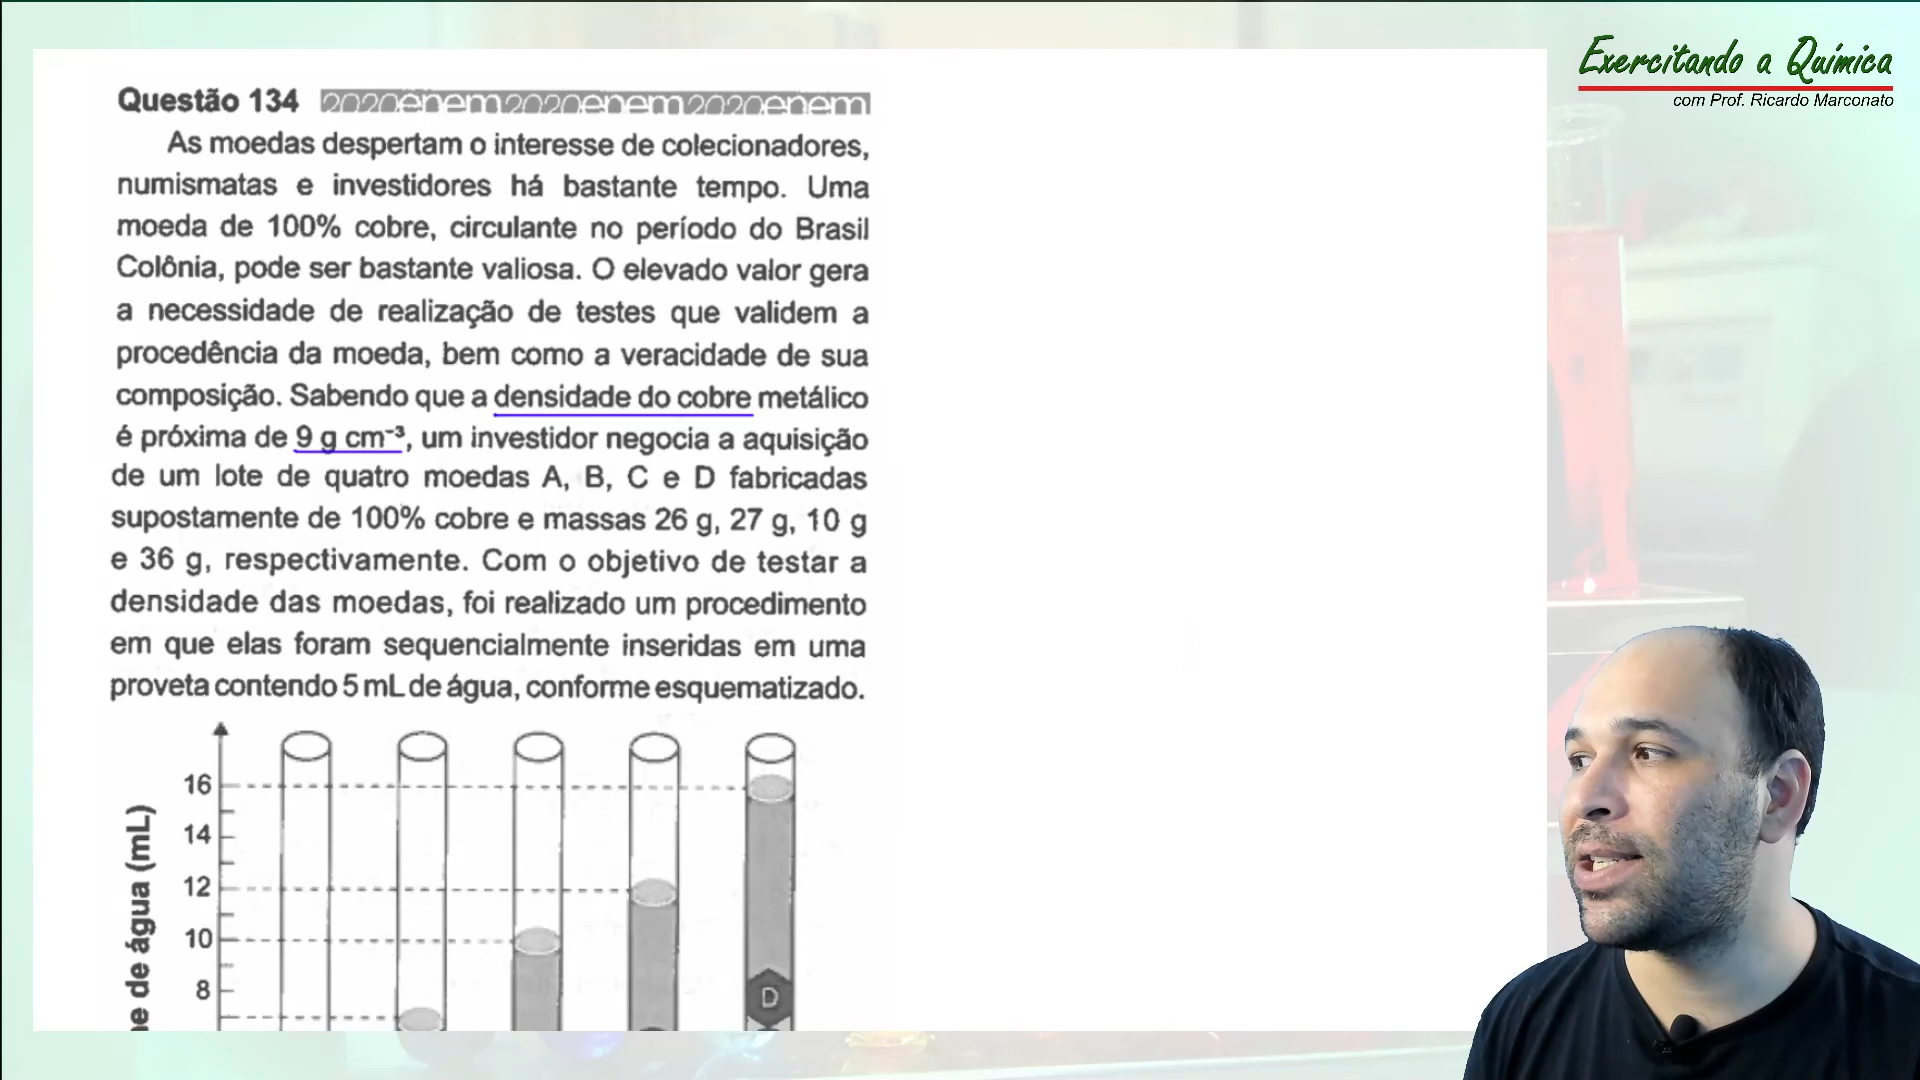 Exercitando a Química
com Prof. Ricardo Marconato
Questão 134 2020enem2020enem2020enem
As moedas despertam o interesse de colecionadores,
numismatas e investidores há bastante tempo. Uma
moeda de 100% cobre, circulante no período do Brasil
Colônia, pode ser bastante valiosa. O elevado valor gera
a necessidade de realização de testes que validem a
procedência da moeda, bem como a veracidade de sua
composição. Sabendo que a densidade do cobre metálico
é próxima de 9 g cm⁻³, um investidor negocia a aquisição
de um lote de quatro moedas A, B, C e D fabricadas
supostamente de 100% cobre e massas 26 g, 27 g, 10 g
e 36 g, respectivamente. Com o objetivo de testar a
densidade das moedas, foi realizado um procedimento
em que elas foram sequencialmente inseridas em uma
proveta contendo 5 mL de água, conforme esquematizado.
16
14
12
10
8
de água (mL)
D